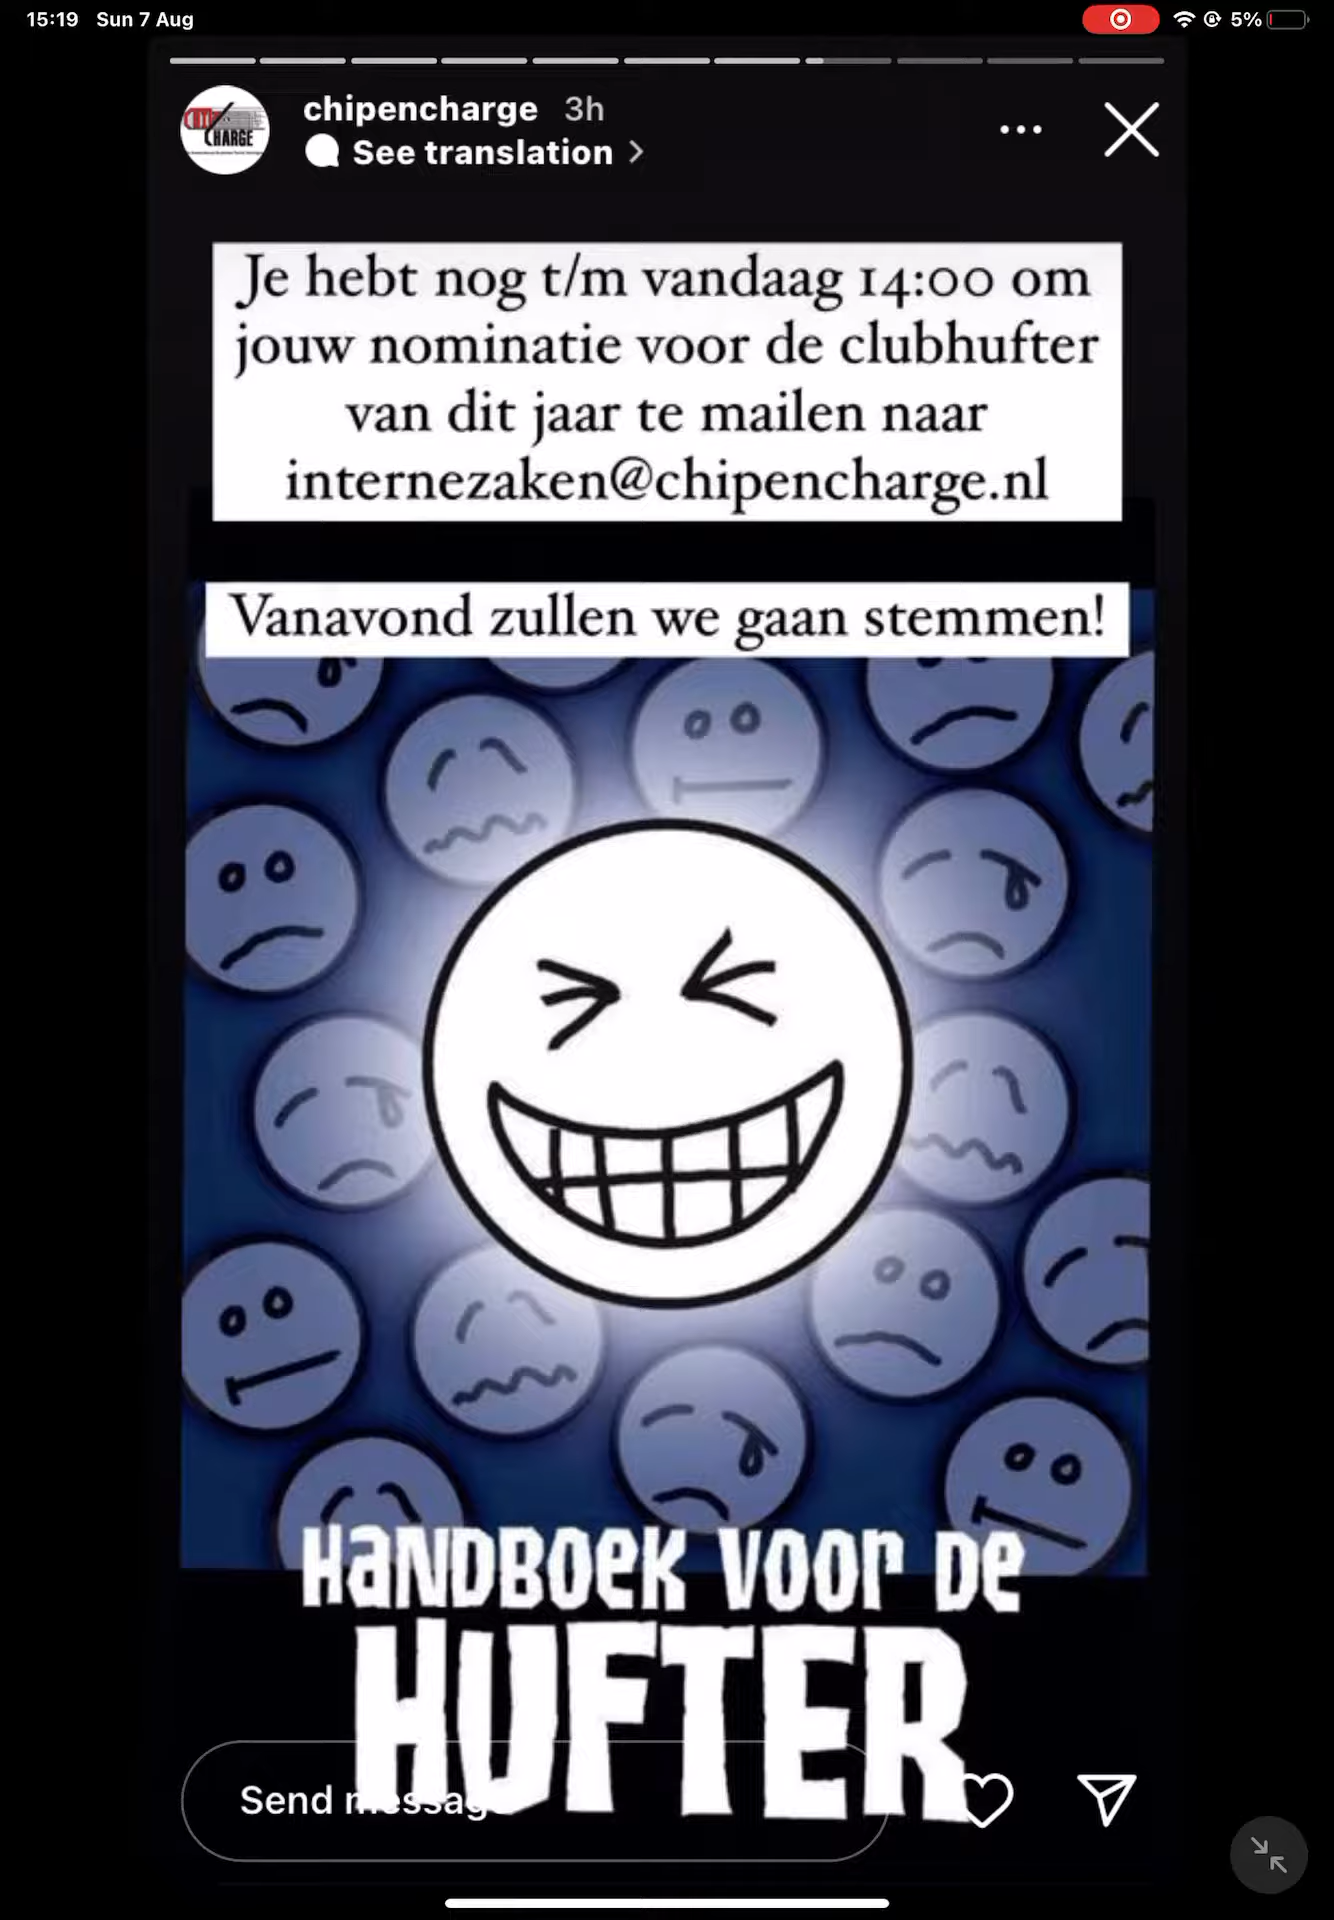 15:19 Sun 7 Aug
5%
chipencharge 3h
See translation
CHARGE
Je hebt nog t/m vandaag 14:00 om
jouw nominatie voor de clubhufter
van dit jaar te mailen naar
internezaken@chipencharge.nl
Vanavond zullen we gaan stemmen!
HANDBOEK VOOR DE
HUFTER
Send message